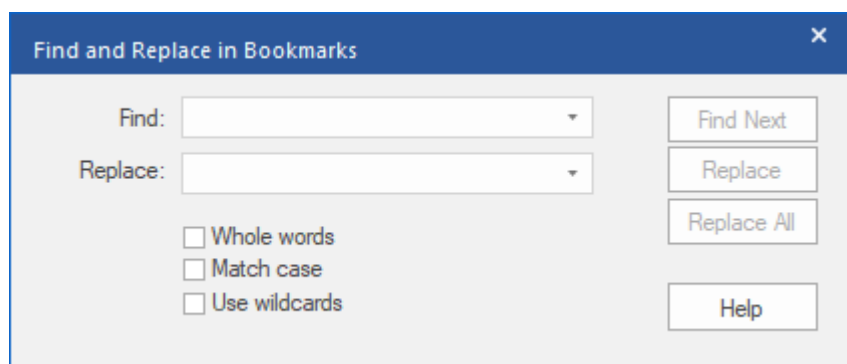 Find and Replace in Bookmarks
Find:
Find Next
Replace:
Replace
Replace All
Whole words
Match case
Use wildcards
Help